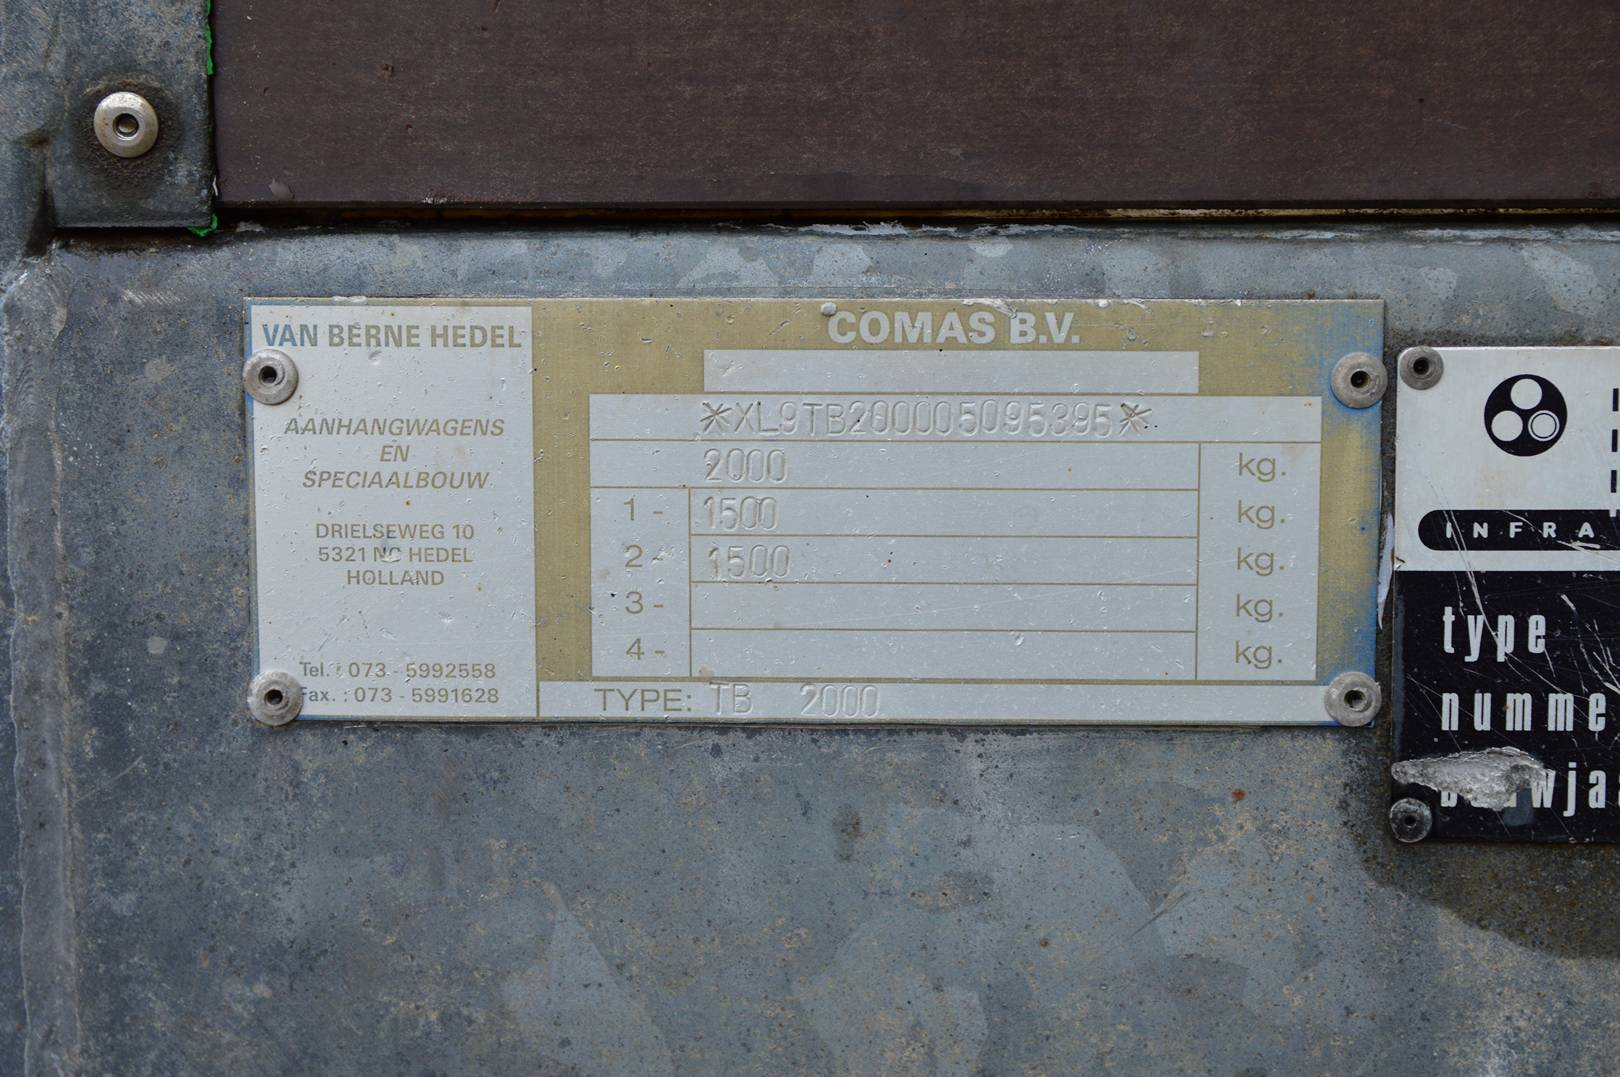 VAN BERNE HEDEL
AANHANGWAGENS
EN
SPECIAALBOUW
DRIELSEWEG 10
5321 NC HEDEL
HOLLAND
Tel. : 073 - 5992558
Fax. : 073 - 5991628
COMAS B.V.
*XL9TB200005095395*
2000 kg.
1 - 1500 kg.
2 - 1500 kg.
3 - kg.
4 - kg.
TYPE: TB 2000
INFRA
type
numme